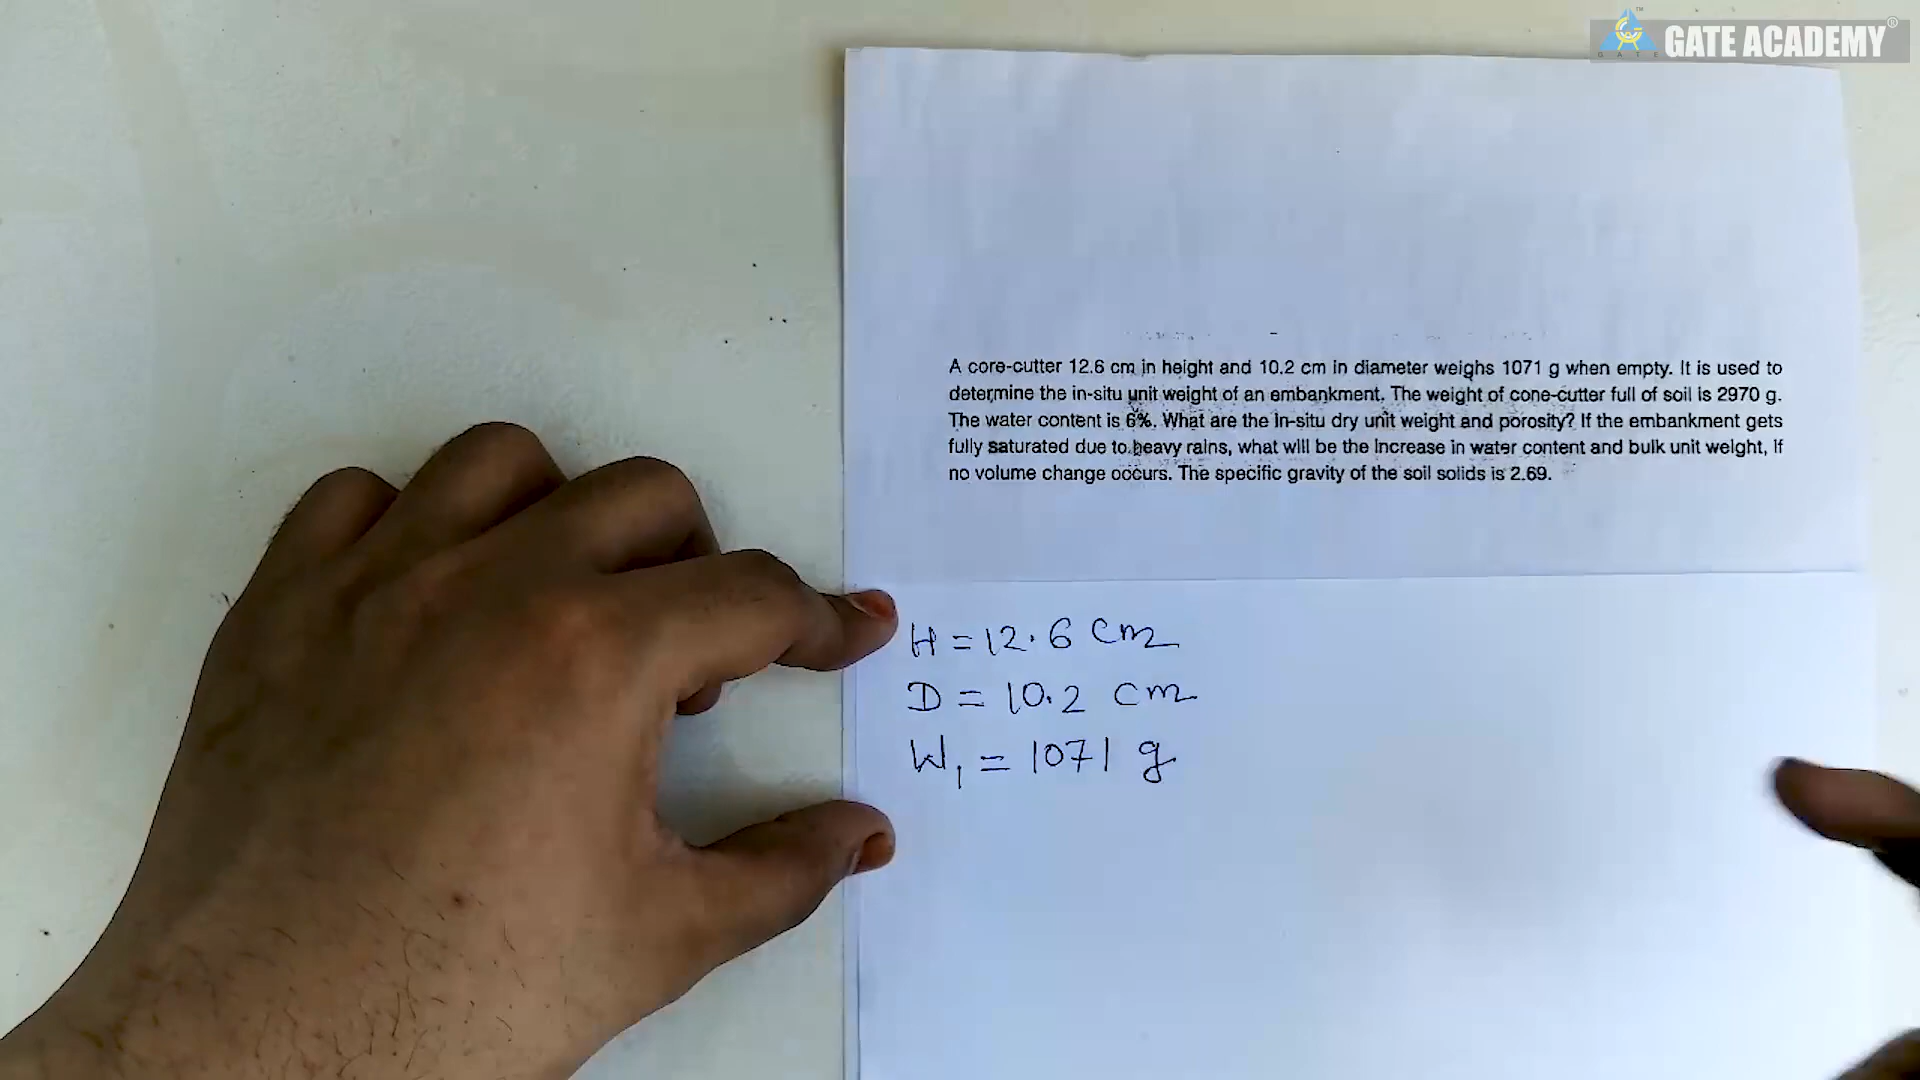 GATE ACADEMY
A core-cutter 12.6 cm in height and 10.2 cm in diameter weighs 1071 g when empty. It is used to
determine the in-situ unit weight of an embankment. The weight of cone-cutter full of soil is 2970 g.
The water content is 6%. What are the in-situ dry unit weight and porosity? If the embankment gets
fully saturated due to heavy rains, what will be the increase in water content and bulk unit weight, if
no volume change occurs. The specific gravity of the soil solids is 2.69.
H = 12.6 cm
D = 10.2 cm
W₁ = 1071 g